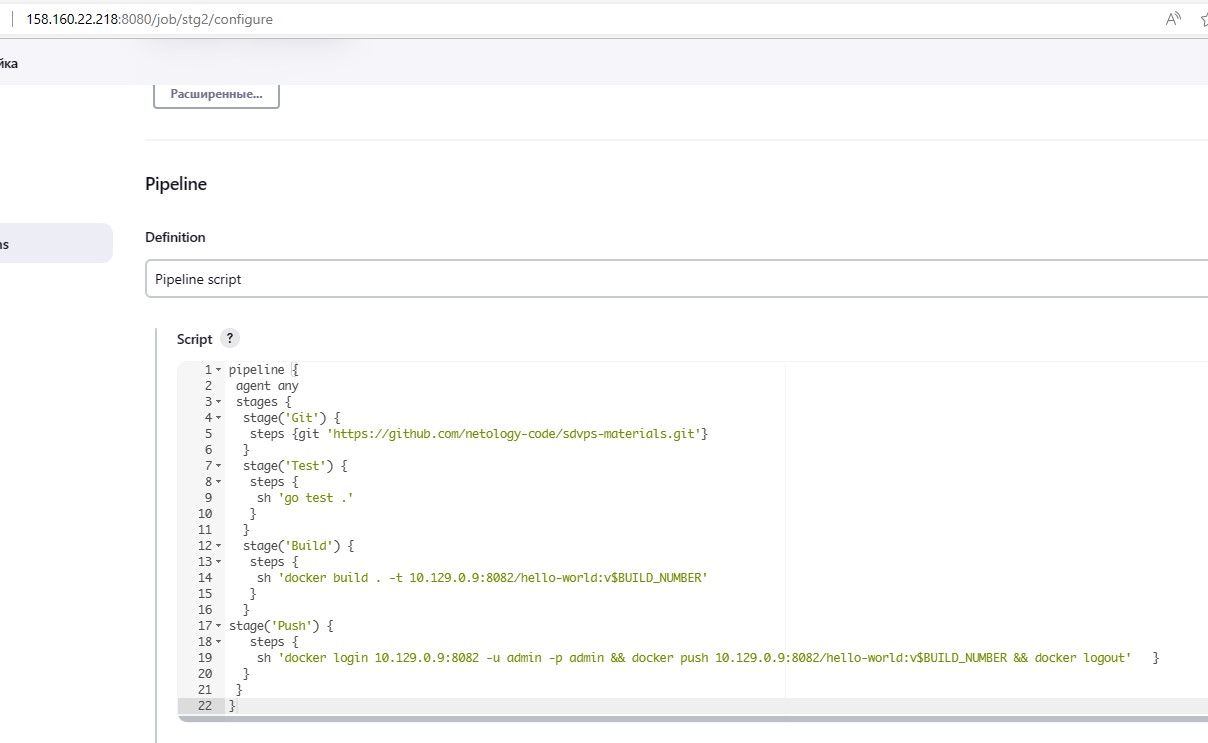 158.160.22.218:8080/job/stg2/configure
йка
Расширенные...
Pipeline
ns
Definition
Pipeline script
Script ?
1 pipeline {
2 agent any
3 stages {
4 stage('Git') {
5 steps {git 'https://github.com/netology-code/sdvps-materials.git'}
6 }
7 stage('Test') {
8 steps {
9 sh 'go test .'
10 }
11 }
12 stage('Build') {
13 steps {
14 sh 'docker build . -t 10.129.0.9:8082/hello-world:v$BUILD_NUMBER'
15 }
16 }
17 stage('Push') {
18 steps {
19 sh 'docker login 10.129.0.9:8082 -u admin -p admin && docker push 10.129.0.9:8082/hello-world:v$BUILD_NUMBER && docker logout' }
20 }
21 }
22 }